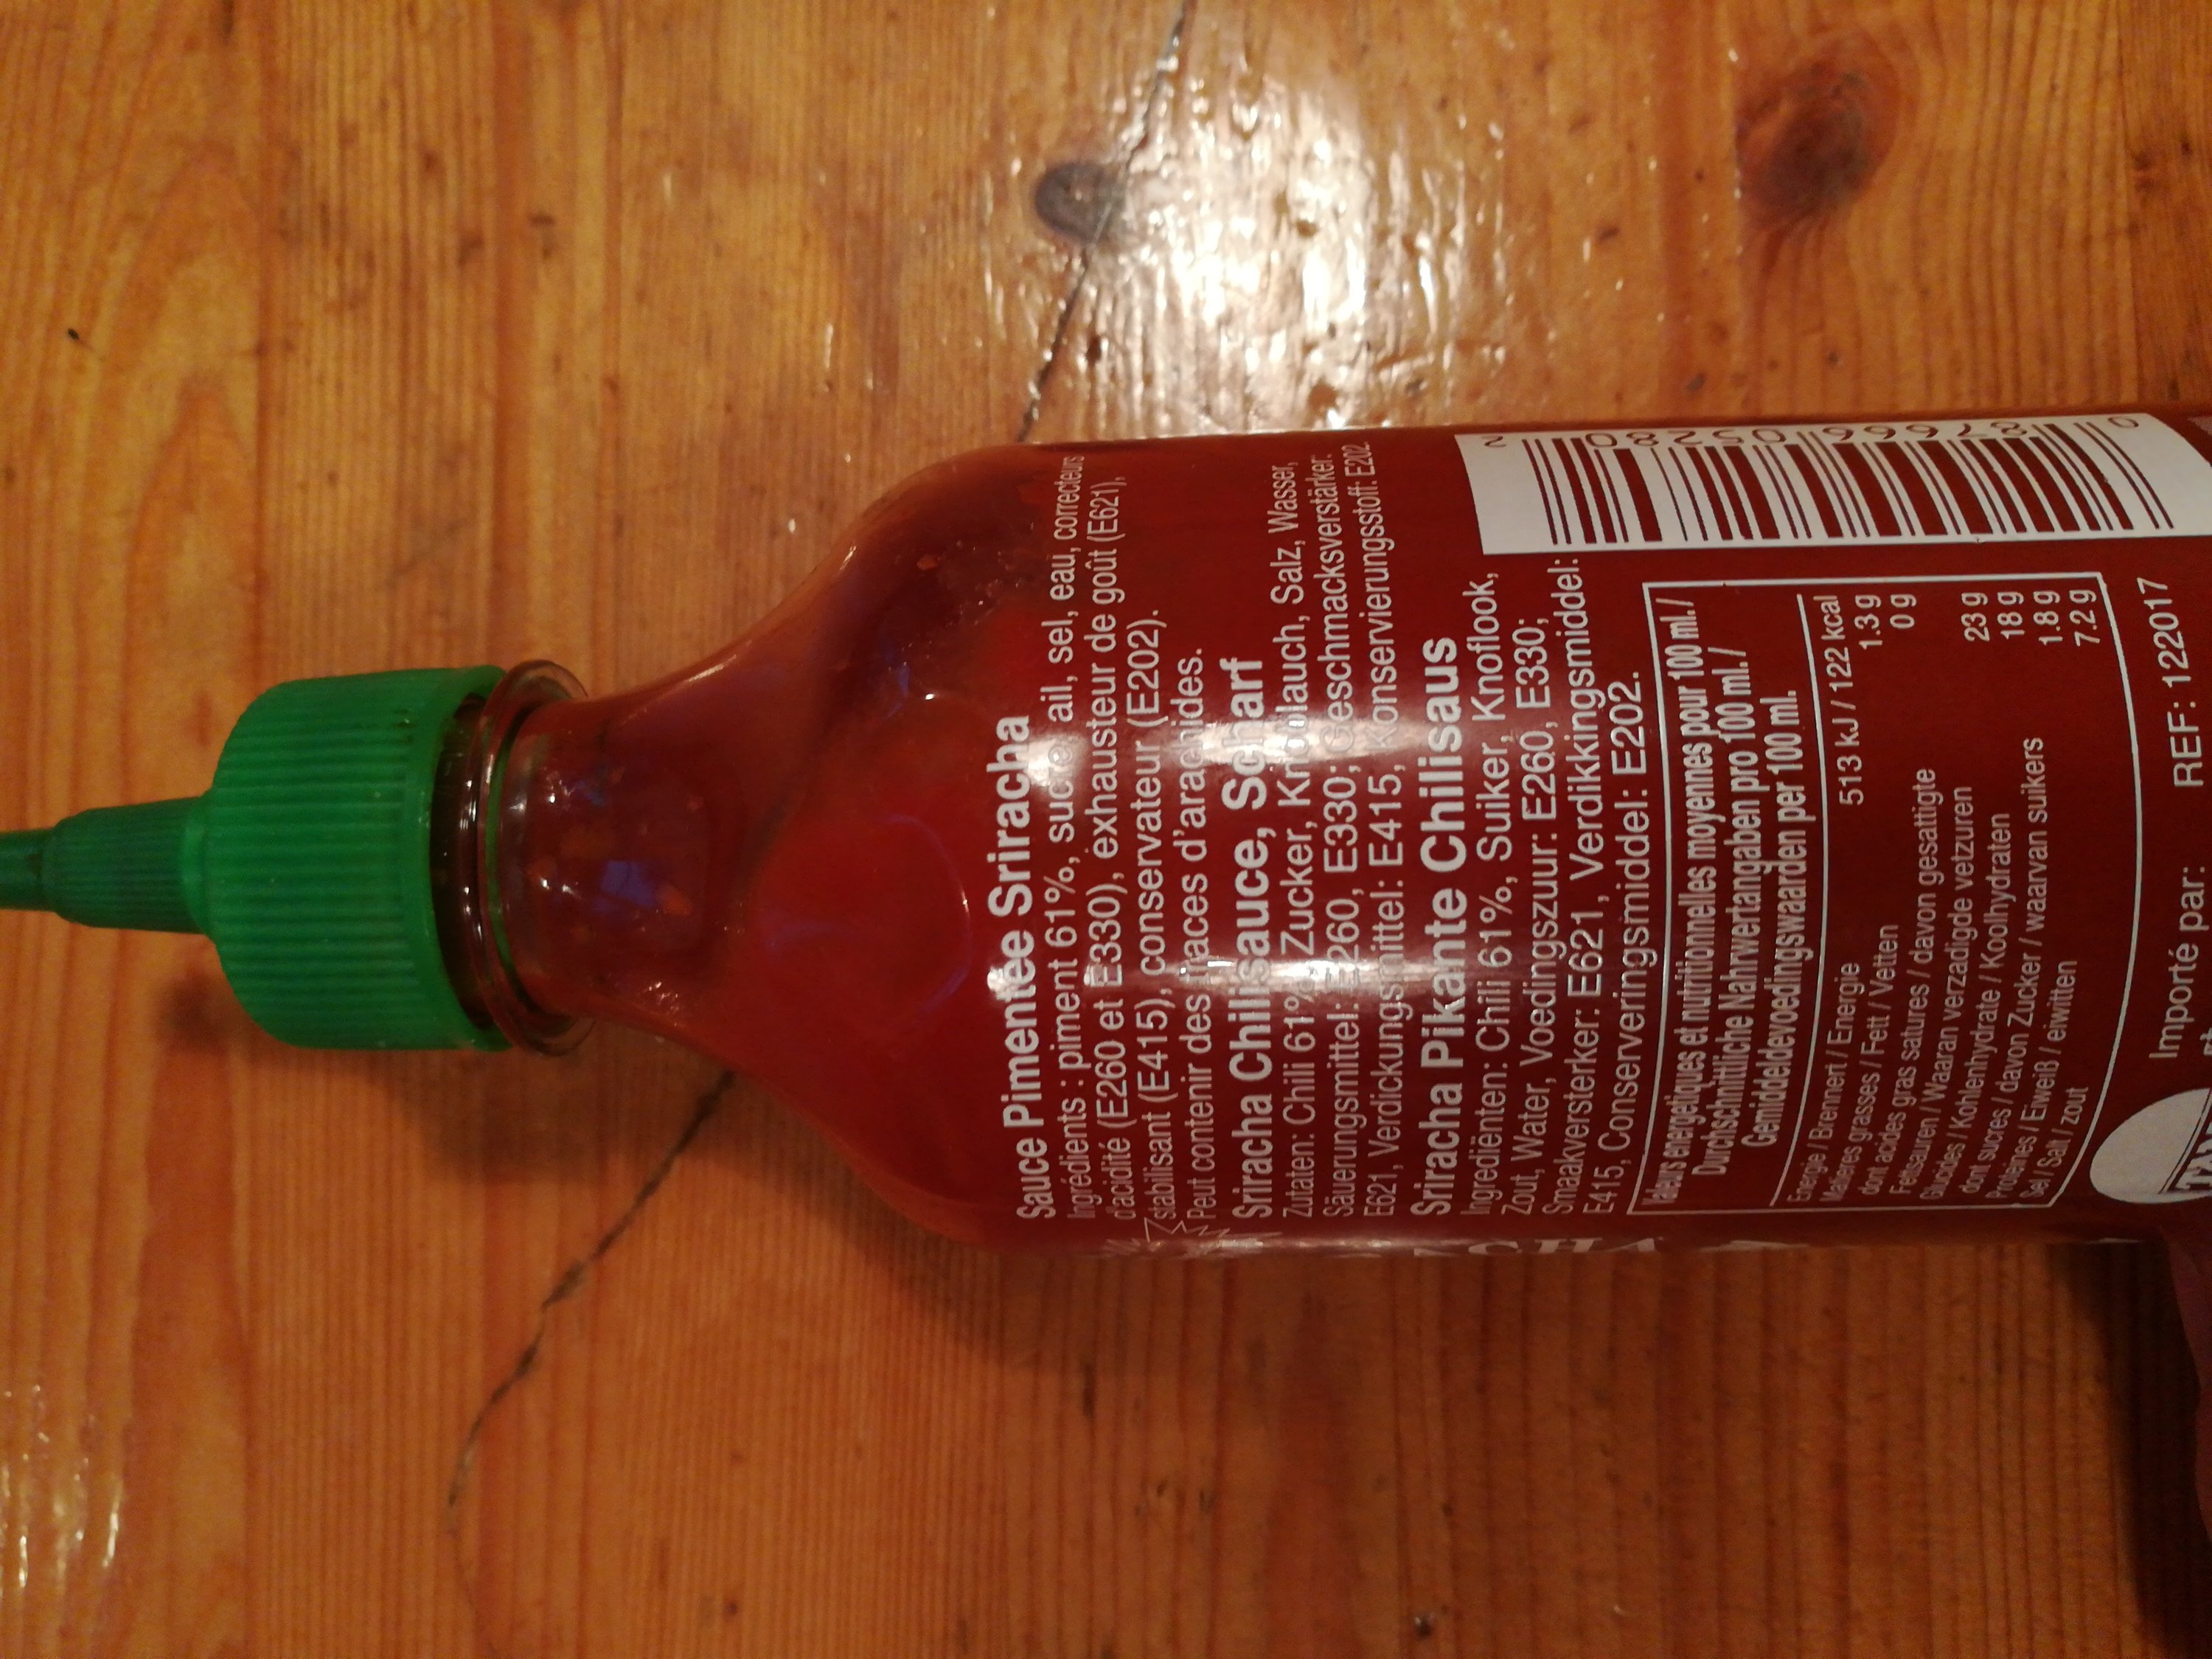 Sauce Pimentée Sriracha
Ingrédients : piment 61%, sucre, ail, sel, eau, correcteurs
d'acidité (E260 et E330), exhausteur de goût (E621),
stabilisant (E415), conservateur (E202).
Peut contenir des traces d'arachides.
Sriracha Chilisauce, Scharf
Zutaten: Chili 61%, Zucker, Knoblauch, Salz, Wasser,
Säuerungsmittel: E260, E330; Geschmacksverstärker:
E621, Verdickungsmittel: E415, Konservierungsstoff: E202.
Sriracha Pikante Chilisaus
Ingrediënten: Chili 61%, Suiker, Knoflook,
Zout, Water, Voedingszuur: E260, E330;
Smaakversterker: E621, Verdikkingsmiddel:
E415, Conserveringsmiddel: E202.
Valeurs energetiques et nutritionnelles moyennes pour 100 ml. /
Durchschnittliche Nahrwertangaben pro 100 ml. /
Gemiddeldevoedingswaarden per 100 ml.
Energie / Brennert / Energie 513 kJ / 122 kcal
Matieres grasses / Fett / Vetten 1.3 g
dont acides gras satures / davon gesattigte 0 g
Fettsauren / Waaran verzadigde vetzuren
Glucides / Kohlenhydrate / Koolhydraten 23 g
dont sucres / davon Zucker / waarvan suikers 18 g
Proteines / Eiweiß / eiwitten 1.8 g
Sel / Salt / zout 7.2 g
Importé par: REF: 122017
0 87666 05280 2